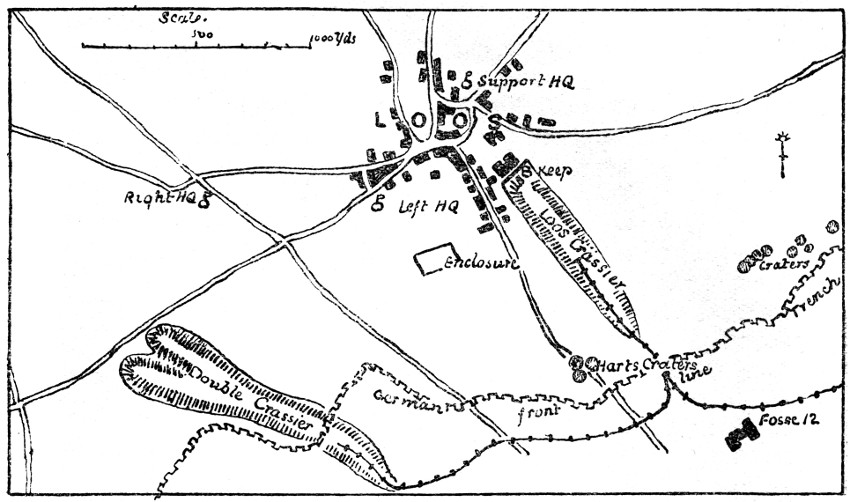 Scale.
500
1000 Yds
Support HQ
LOOS
Keep
Right HQ
Left HQ
Loos Crassier
Enclosure
Craters
Trench
Harts Craters
line
Double Crassier
German
front
Fosse 12